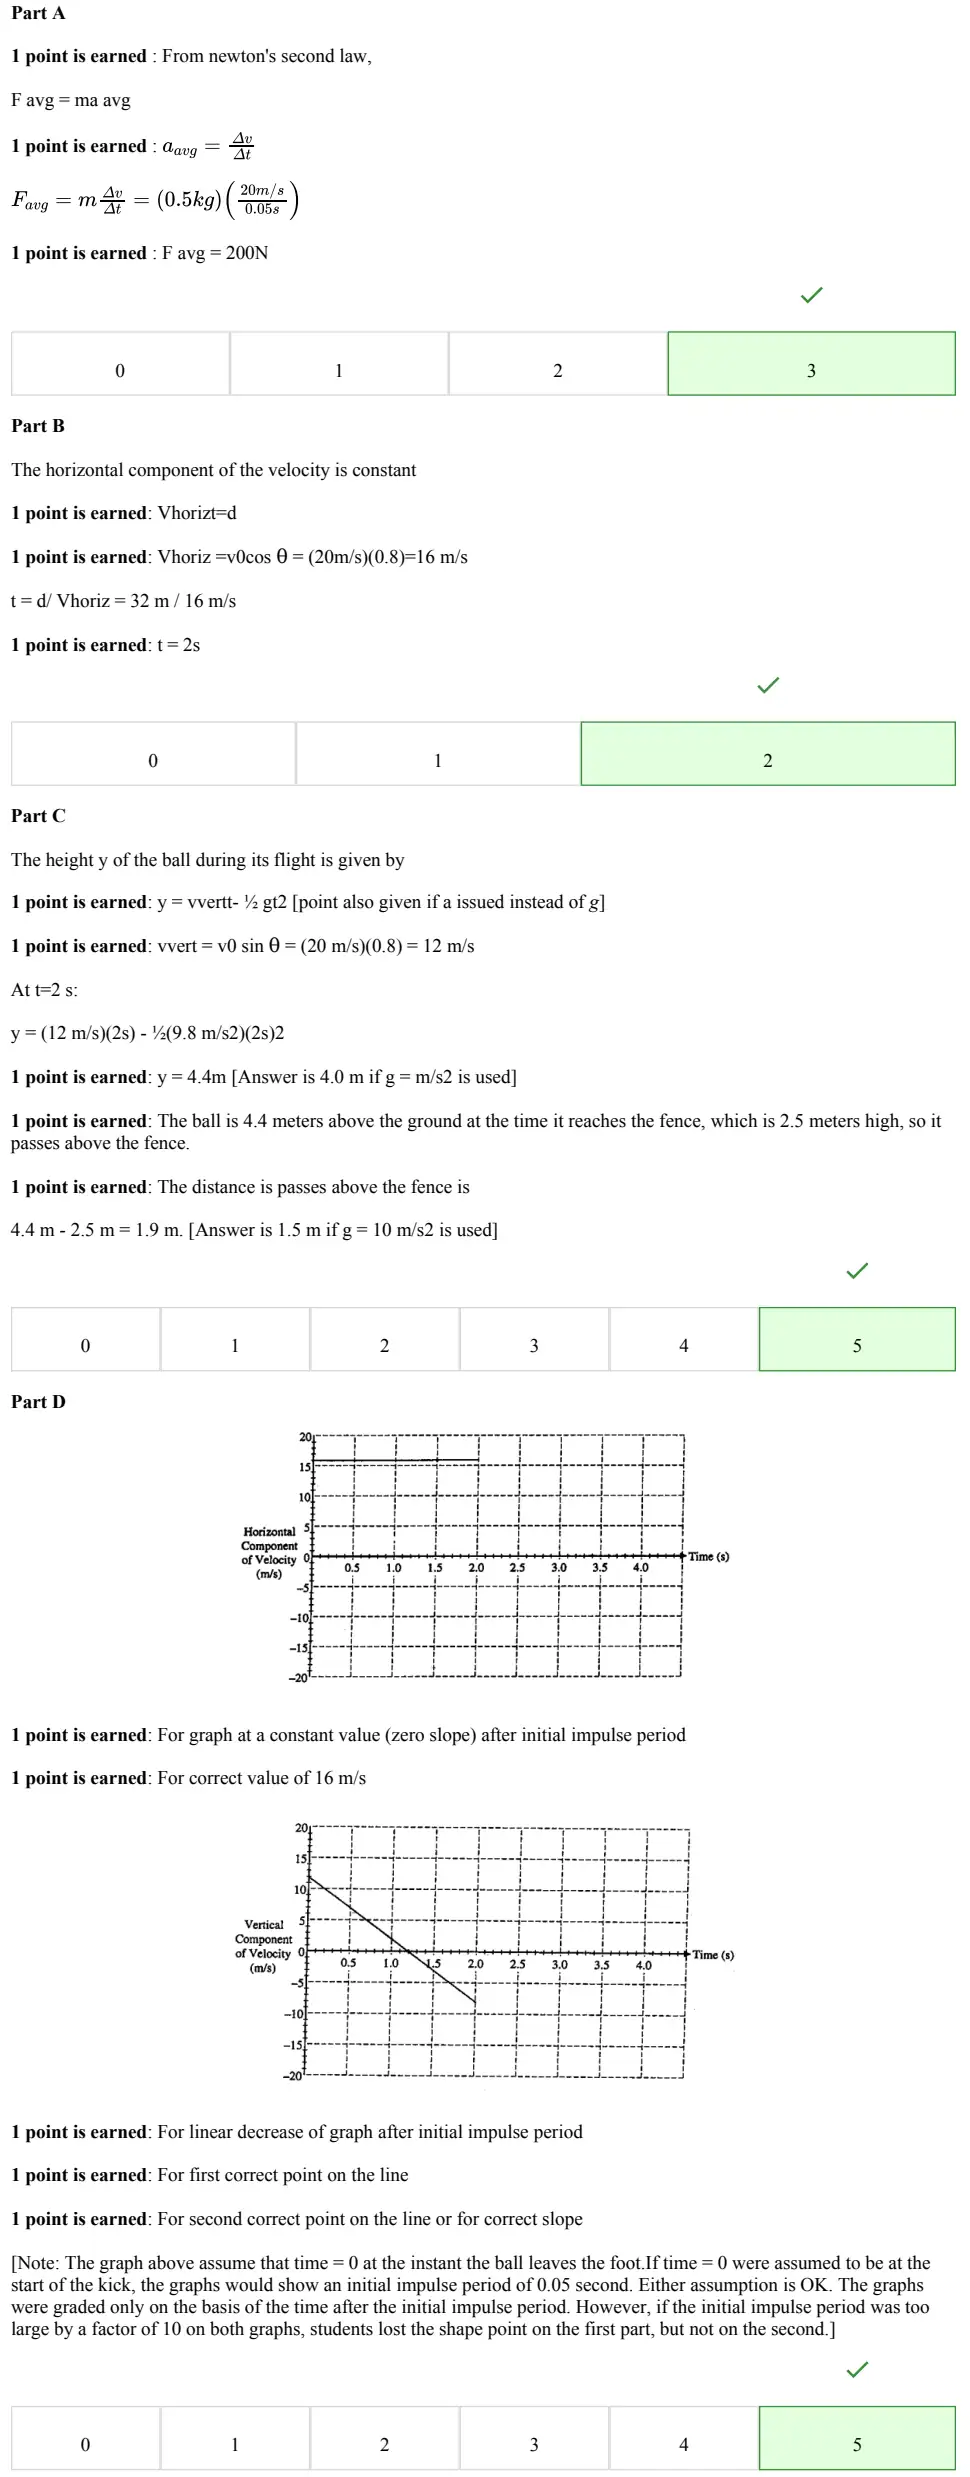 Part A
1 point is earned : From newton's second law,
F avg = ma avg
1 point is earned : a_avg = Δv/Δt
F_avg = m Δv/Δt = (0.5kg)(20m/s / 0.05s)
1 point is earned : F avg = 200N
✓
0 1 2 3
Part B
The horizontal component of the velocity is constant
1 point is earned: Vhorizt=d
1 point is earned: Vhoriz =v0cos θ = (20m/s)(0.8)=16 m/s
t = d/ Vhoriz = 32 m / 16 m/s
1 point is earned: t = 2s
✓
0 1 2
Part C
The height y of the ball during its flight is given by
1 point is earned: y = vvertt- ½ gt2 [point also given if a issued instead of g]
1 point is earned: vvert = v0 sin θ = (20 m/s)(0.8) = 12 m/s
At t=2 s:
y = (12 m/s)(2s) - ½(9.8 m/s2)(2s)2
1 point is earned: y = 4.4m [Answer is 4.0 m if g = m/s2 is used]
1 point is earned: The ball is 4.4 meters above the ground at the time it reaches the fence, which is 2.5 meters high, so it
passes above the fence.
1 point is earned: The distance is passes above the fence is
4.4 m - 2.5 m = 1.9 m. [Answer is 1.5 m if g = 10 m/s2 is used]
✓
0 1 2 3 4 5
Part D
20
15
10
5
Horizontal
Component
of Velocity 0
(m/s)
0.5 1.0 1.5 2.0 2.5 3.0 3.5 4.0
Time (s)
–5
–10
–15
–20
1 point is earned: For graph at a constant value (zero slope) after initial impulse period
1 point is earned: For correct value of 16 m/s
20
15
10
5
Vertical
Component
of Velocity 0
(m/s)
0.5 1.0 1.5 2.0 2.5 3.0 3.5 4.0
Time (s)
–5
–10
–15
–20
1 point is earned: For linear decrease of graph after initial impulse period
1 point is earned: For first correct point on the line
1 point is earned: For second correct point on the line or for correct slope
[Note: The graph above assume that time = 0 at the instant the ball leaves the foot.If time = 0 were assumed to be at the
start of the kick, the graphs would show an initial impulse period of 0.05 second. Either assumption is OK. The graphs
were graded only on the basis of the time after the initial impulse period. However, if the initial impulse period was too
large by a factor of 10 on both graphs, students lost the shape point on the first part, but not on the second.]
✓
0 1 2 3 4 5